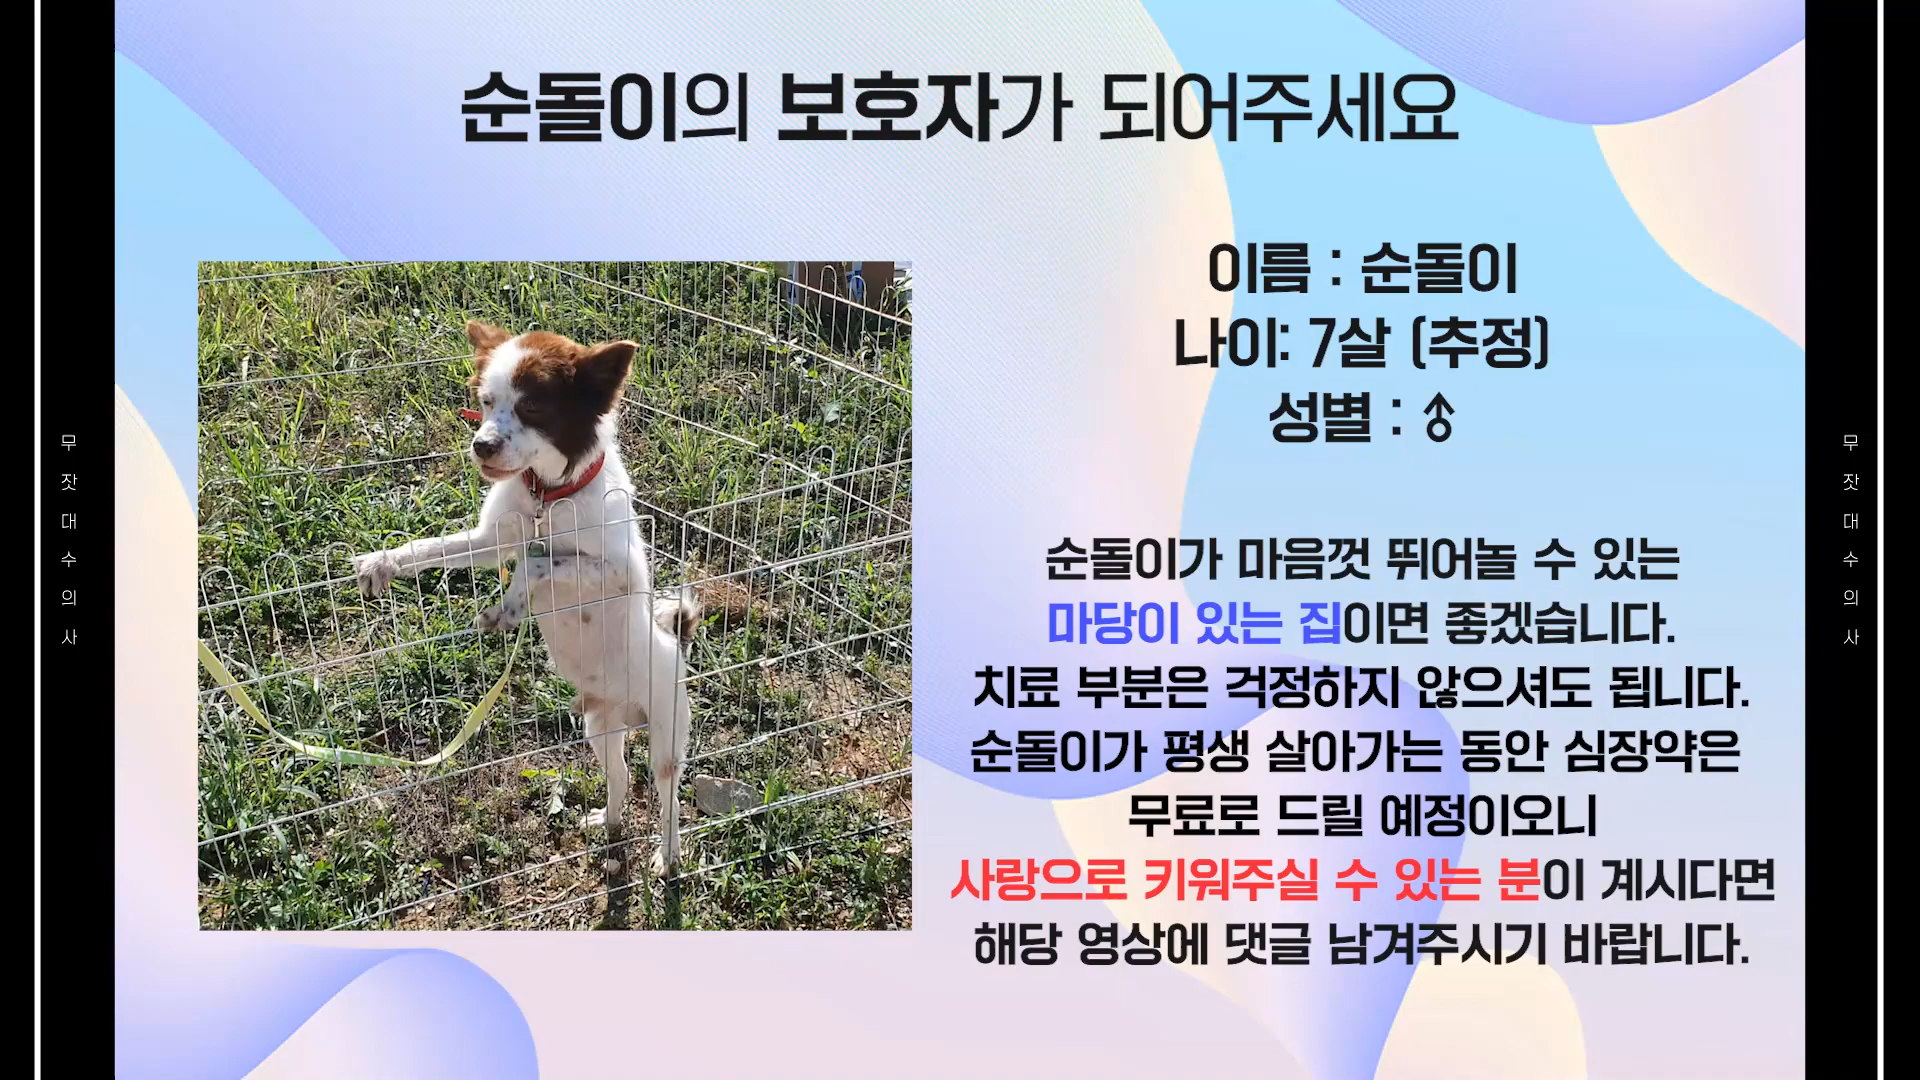 순돌이의 보호자가 되어주세요
이름 : 순돌이
나이: 7살 (추정)
성별 : ♂
순돌이가 마음껏 뛰어놀 수 있는
마당이 있는 집이면 좋겠습니다.
치료 부분은 걱정하지 않으셔도 됩니다.
순돌이가 평생 살아가는 동안 심장약은
무료로 드릴 예정이오니
사랑으로 키워주실 수 있는 분이 계시다면
해당 영상에 댓글 남겨주시기 바랍니다.
무잣대수의사
무잣대수의사